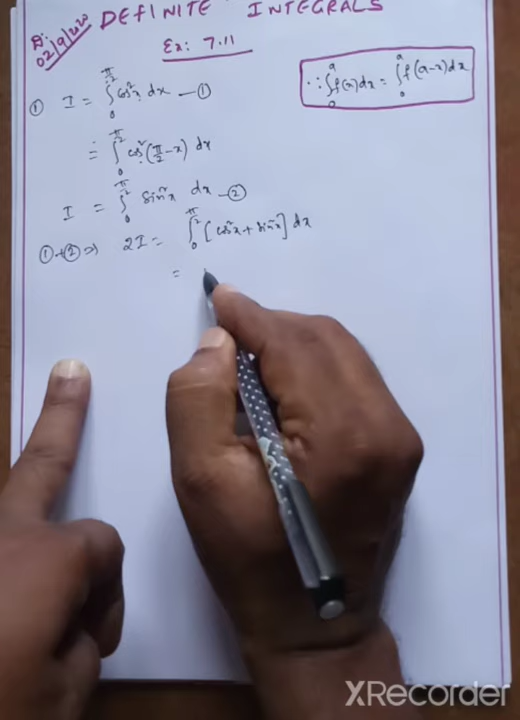 D: 02/9/2020
DEFINITE INTEGRALS
Ex: 7.11
∵ ∫₀ᵃ f(x)dx = ∫₀ᵃ f(a-x)dx
① I = ∫₀^{π/2} cos²x dx — ①
= ∫₀^{π/2} cos²(π/2 - x) dx
I = ∫₀^{π/2} sin²x dx — ②
①+② ⇒ 2I = ∫₀^{π/2} [cos²x + sin²x] dx
=
XRecorder